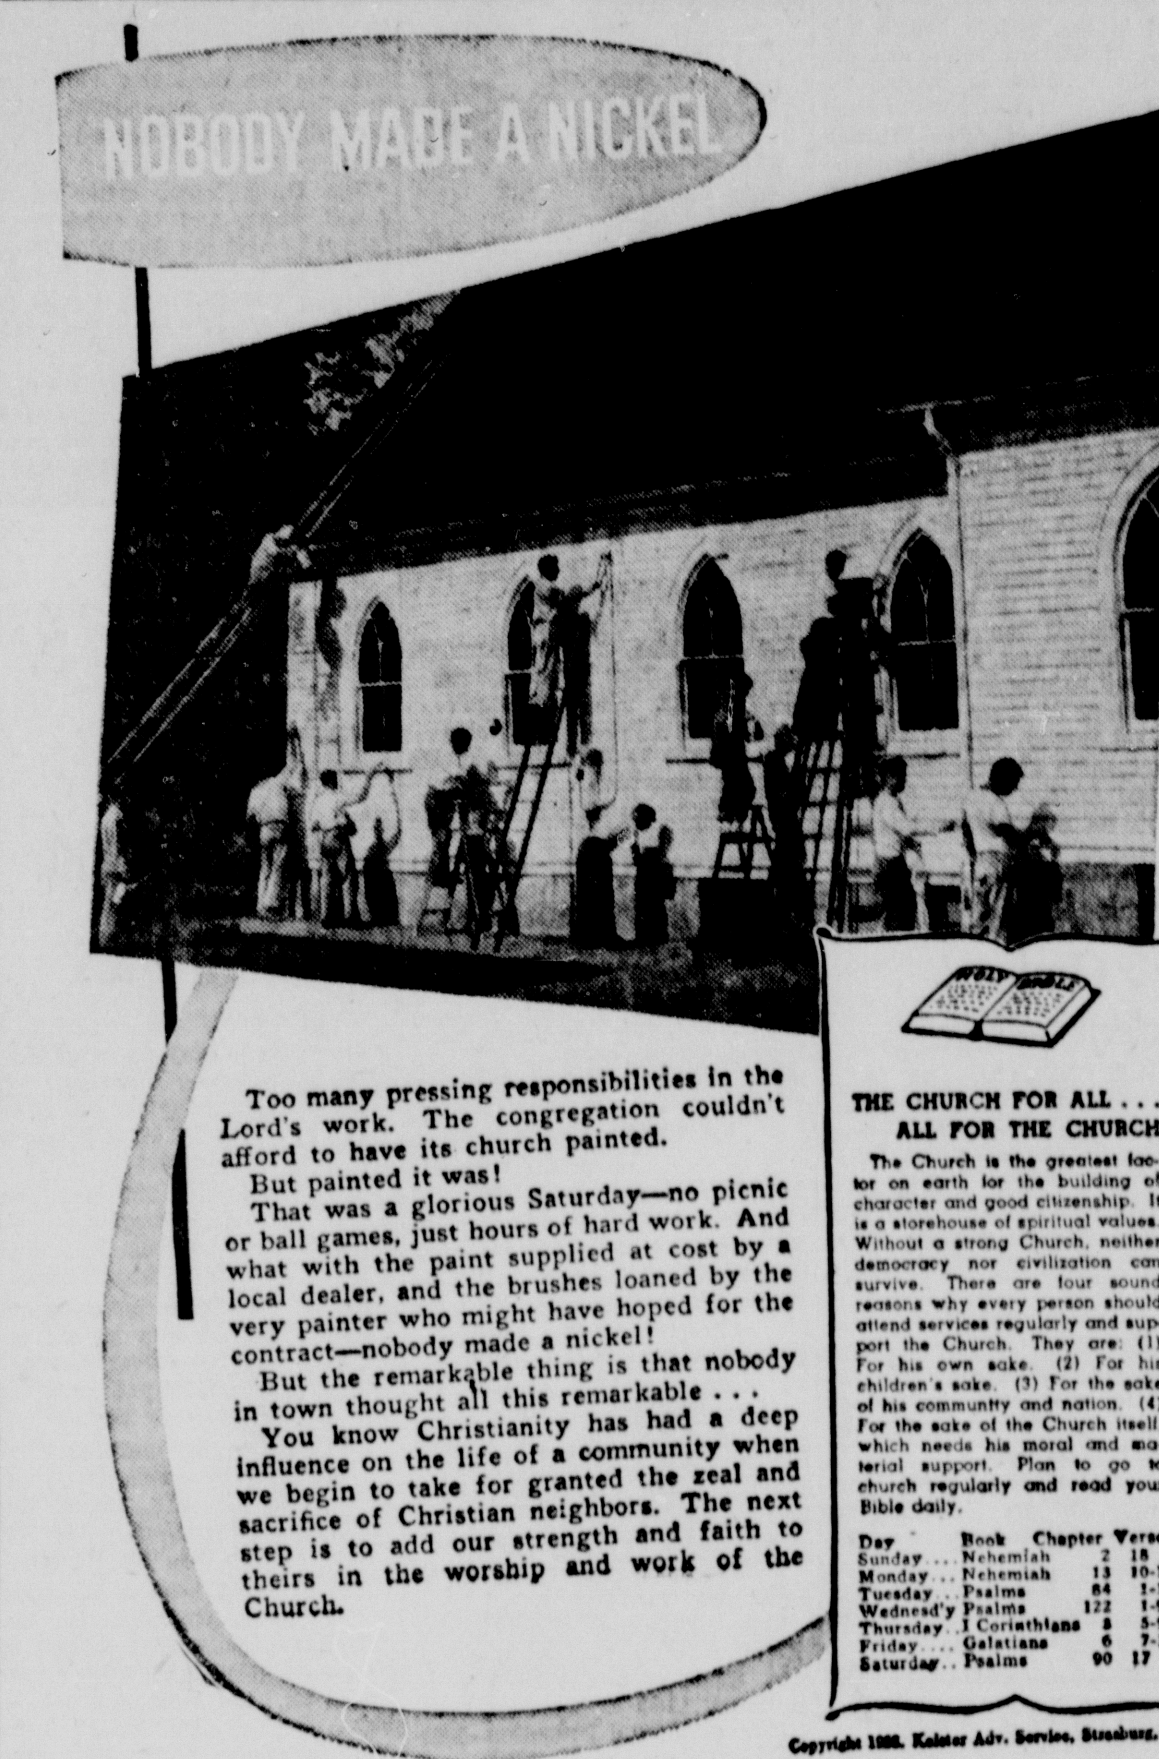 NOBODY MADE A NICKEL
Too many pressing responsibilities in the
Lord's work. The congregation couldn't
afford to have its church painted.
But painted it was!
That was a glorious Saturday—no picnic
or ball games, just hours of hard work. And
what with the paint supplied at cost by a
local dealer, and the brushes loaned by the
very painter who might have hoped for the
contract—nobody made a nickel!
But the remarkable thing is that nobody
in town thought all this remarkable . . .
You know Christianity has had a deep
influence on the life of a community when
we begin to take for granted the zeal and
sacrifice of Christian neighbors. The next
step is to add our strength and faith to
theirs in the worship and work of the
Church.
HOLY BIBLE
THE CHURCH FOR ALL . . .
ALL FOR THE CHURCH
The Church is the greatest fac-
tor on earth for the building of
character and good citizenship. It
is a storehouse of spiritual values.
Without a strong Church, neither
democracy nor civilization can
survive. There are four sound
reasons why every person should
attend services regularly and sup-
port the Church. They are: (1)
For his own sake. (2) For his
children's sake. (3) For the sake
of his community and nation. (4)
For the sake of the Church itself,
which needs his moral and ma-
terial support. Plan to go to
church regularly and read your
Bible daily.
Day Book Chapter Verse
Sunday ... Nehemiah 2 18
Monday ... Nehemiah 13 10-
Tuesday ... Psalms 84 1-
Wednesd'y Psalms 122 1-
Thursday .. I Corinthians 8 5-
Friday .... Galatians 6 7-
Saturday .. Psalms 90 17
Copyright Keister Adv. Service, Strasburg,